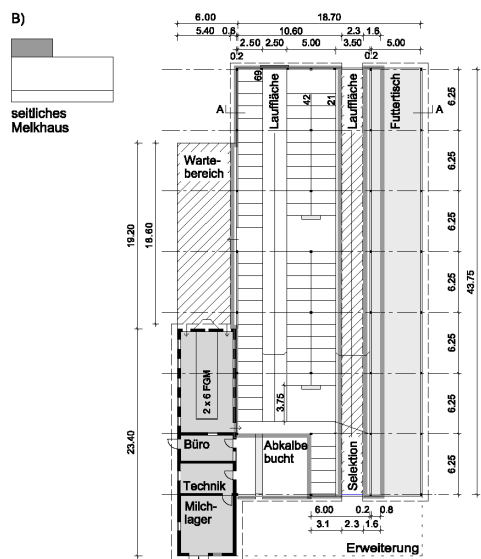 B)
seitliches
Melkhaus
6.00 18.70
5.40 0.6 10.60 2.3 1.6
2.50 2.50 5.00 3.50 5.00
0.2 0.2
69
Lauffläche
42
21
Lauffläche
Futtertisch
A A
6.25
6.25
6.25
6.25
6.25
6.25
6.25
43.75
Warte-
bereich
19.20
18.60
2 x 6 FGM
3.75
23.40
Büro
Technik
Milch-
lager
Abkalbe
bucht
Selektion
6.00 0.2 0.8
3.1 2.3 1.6
Erweiterung